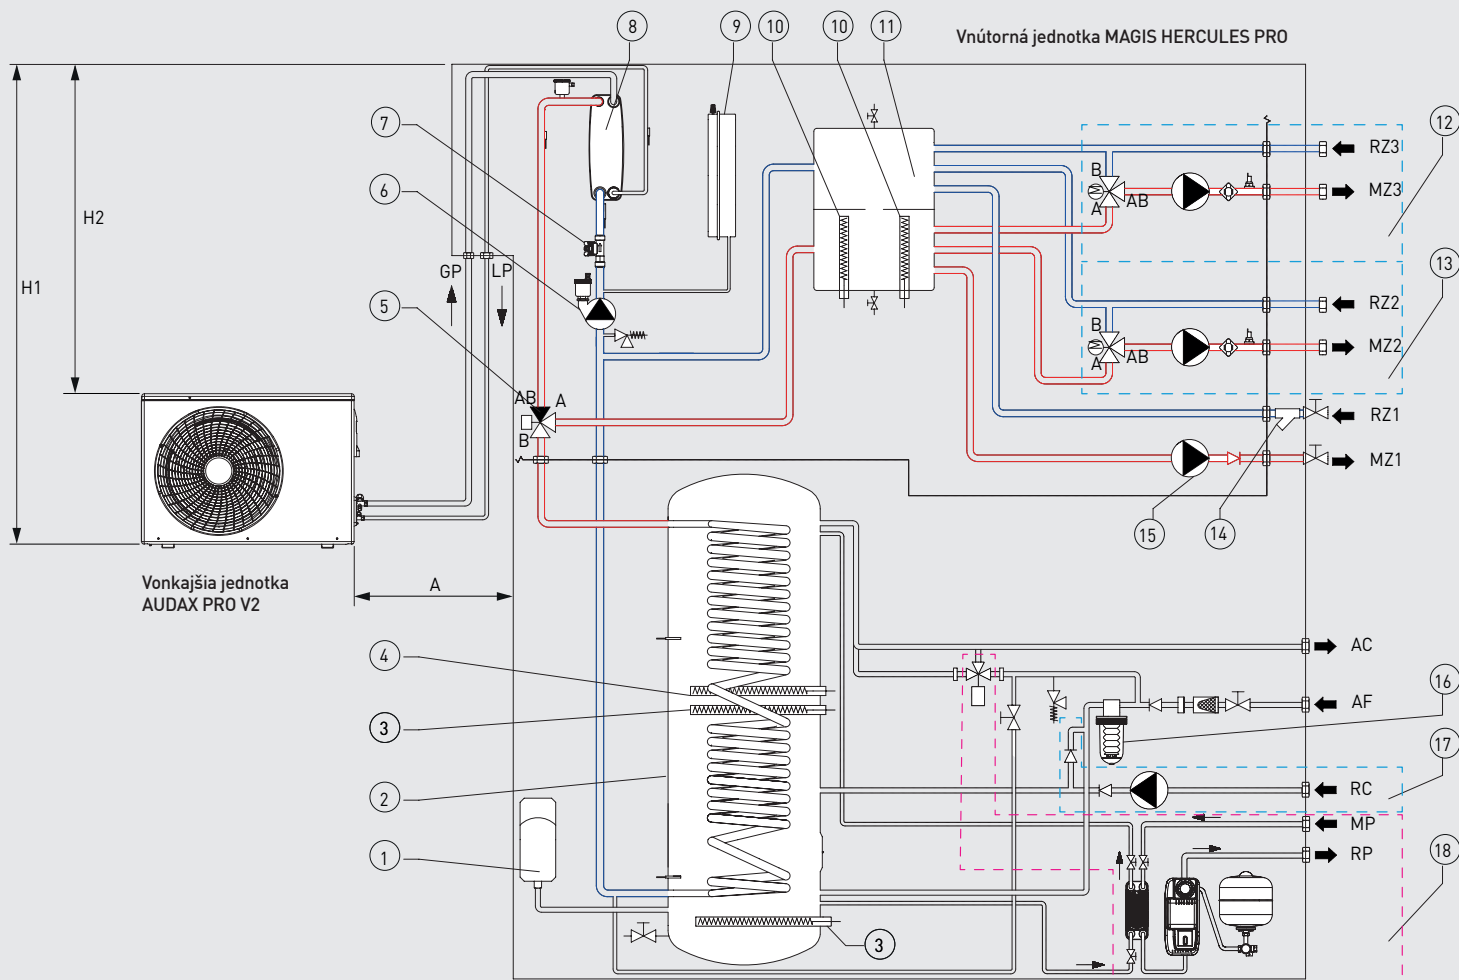 8
9
10
10
11
Vnútorná jednotka MAGIS HERCULES PRO
7
12
RZ3
B
M
A
AB
MZ3
6
H2
H1
GP
LP
13
5
RZ2
B
M
A
AB
MZ2
AB
A
B
RZ1
MZ1
15
14
Vonkajšia jednotka
AUDAX PRO V2
A
4
AC
16
3
AF
17
2
RC
MP
1
RP
18
3